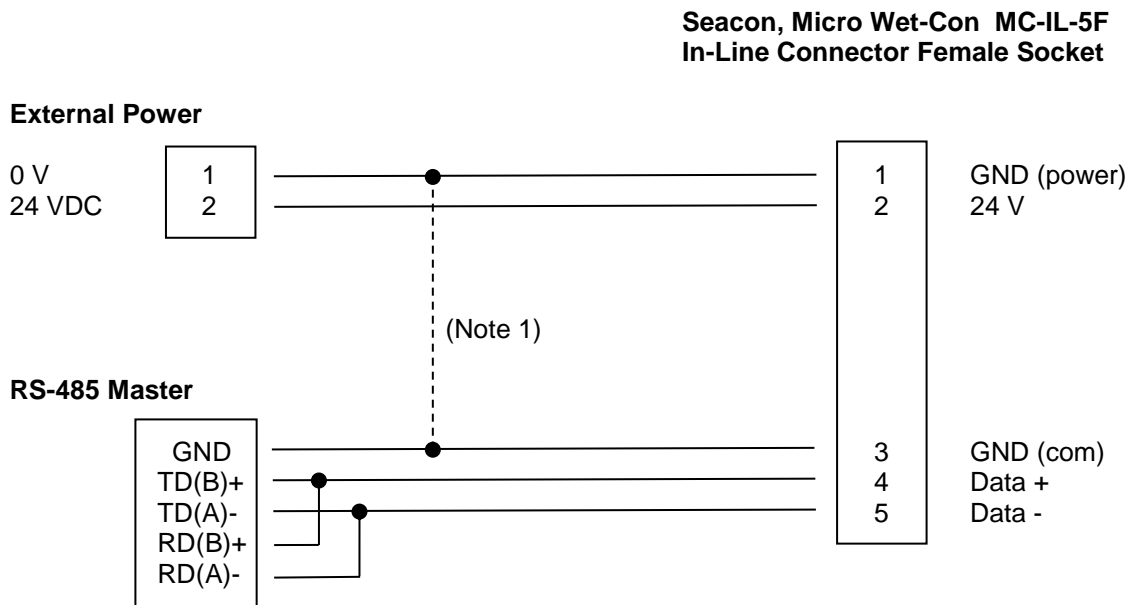 Seacon, Micro Wet-Con  MC-IL-5F
In-Line Connector Female Socket
External Power
0 V 1 1 GND (power)
24 VDC 2 2 24 V
(Note 1)
RS-485 Master
GND 3 GND (com)
TD(B)+ 4 Data +
TD(A)- 5 Data -
RD(B)+
RD(A)-